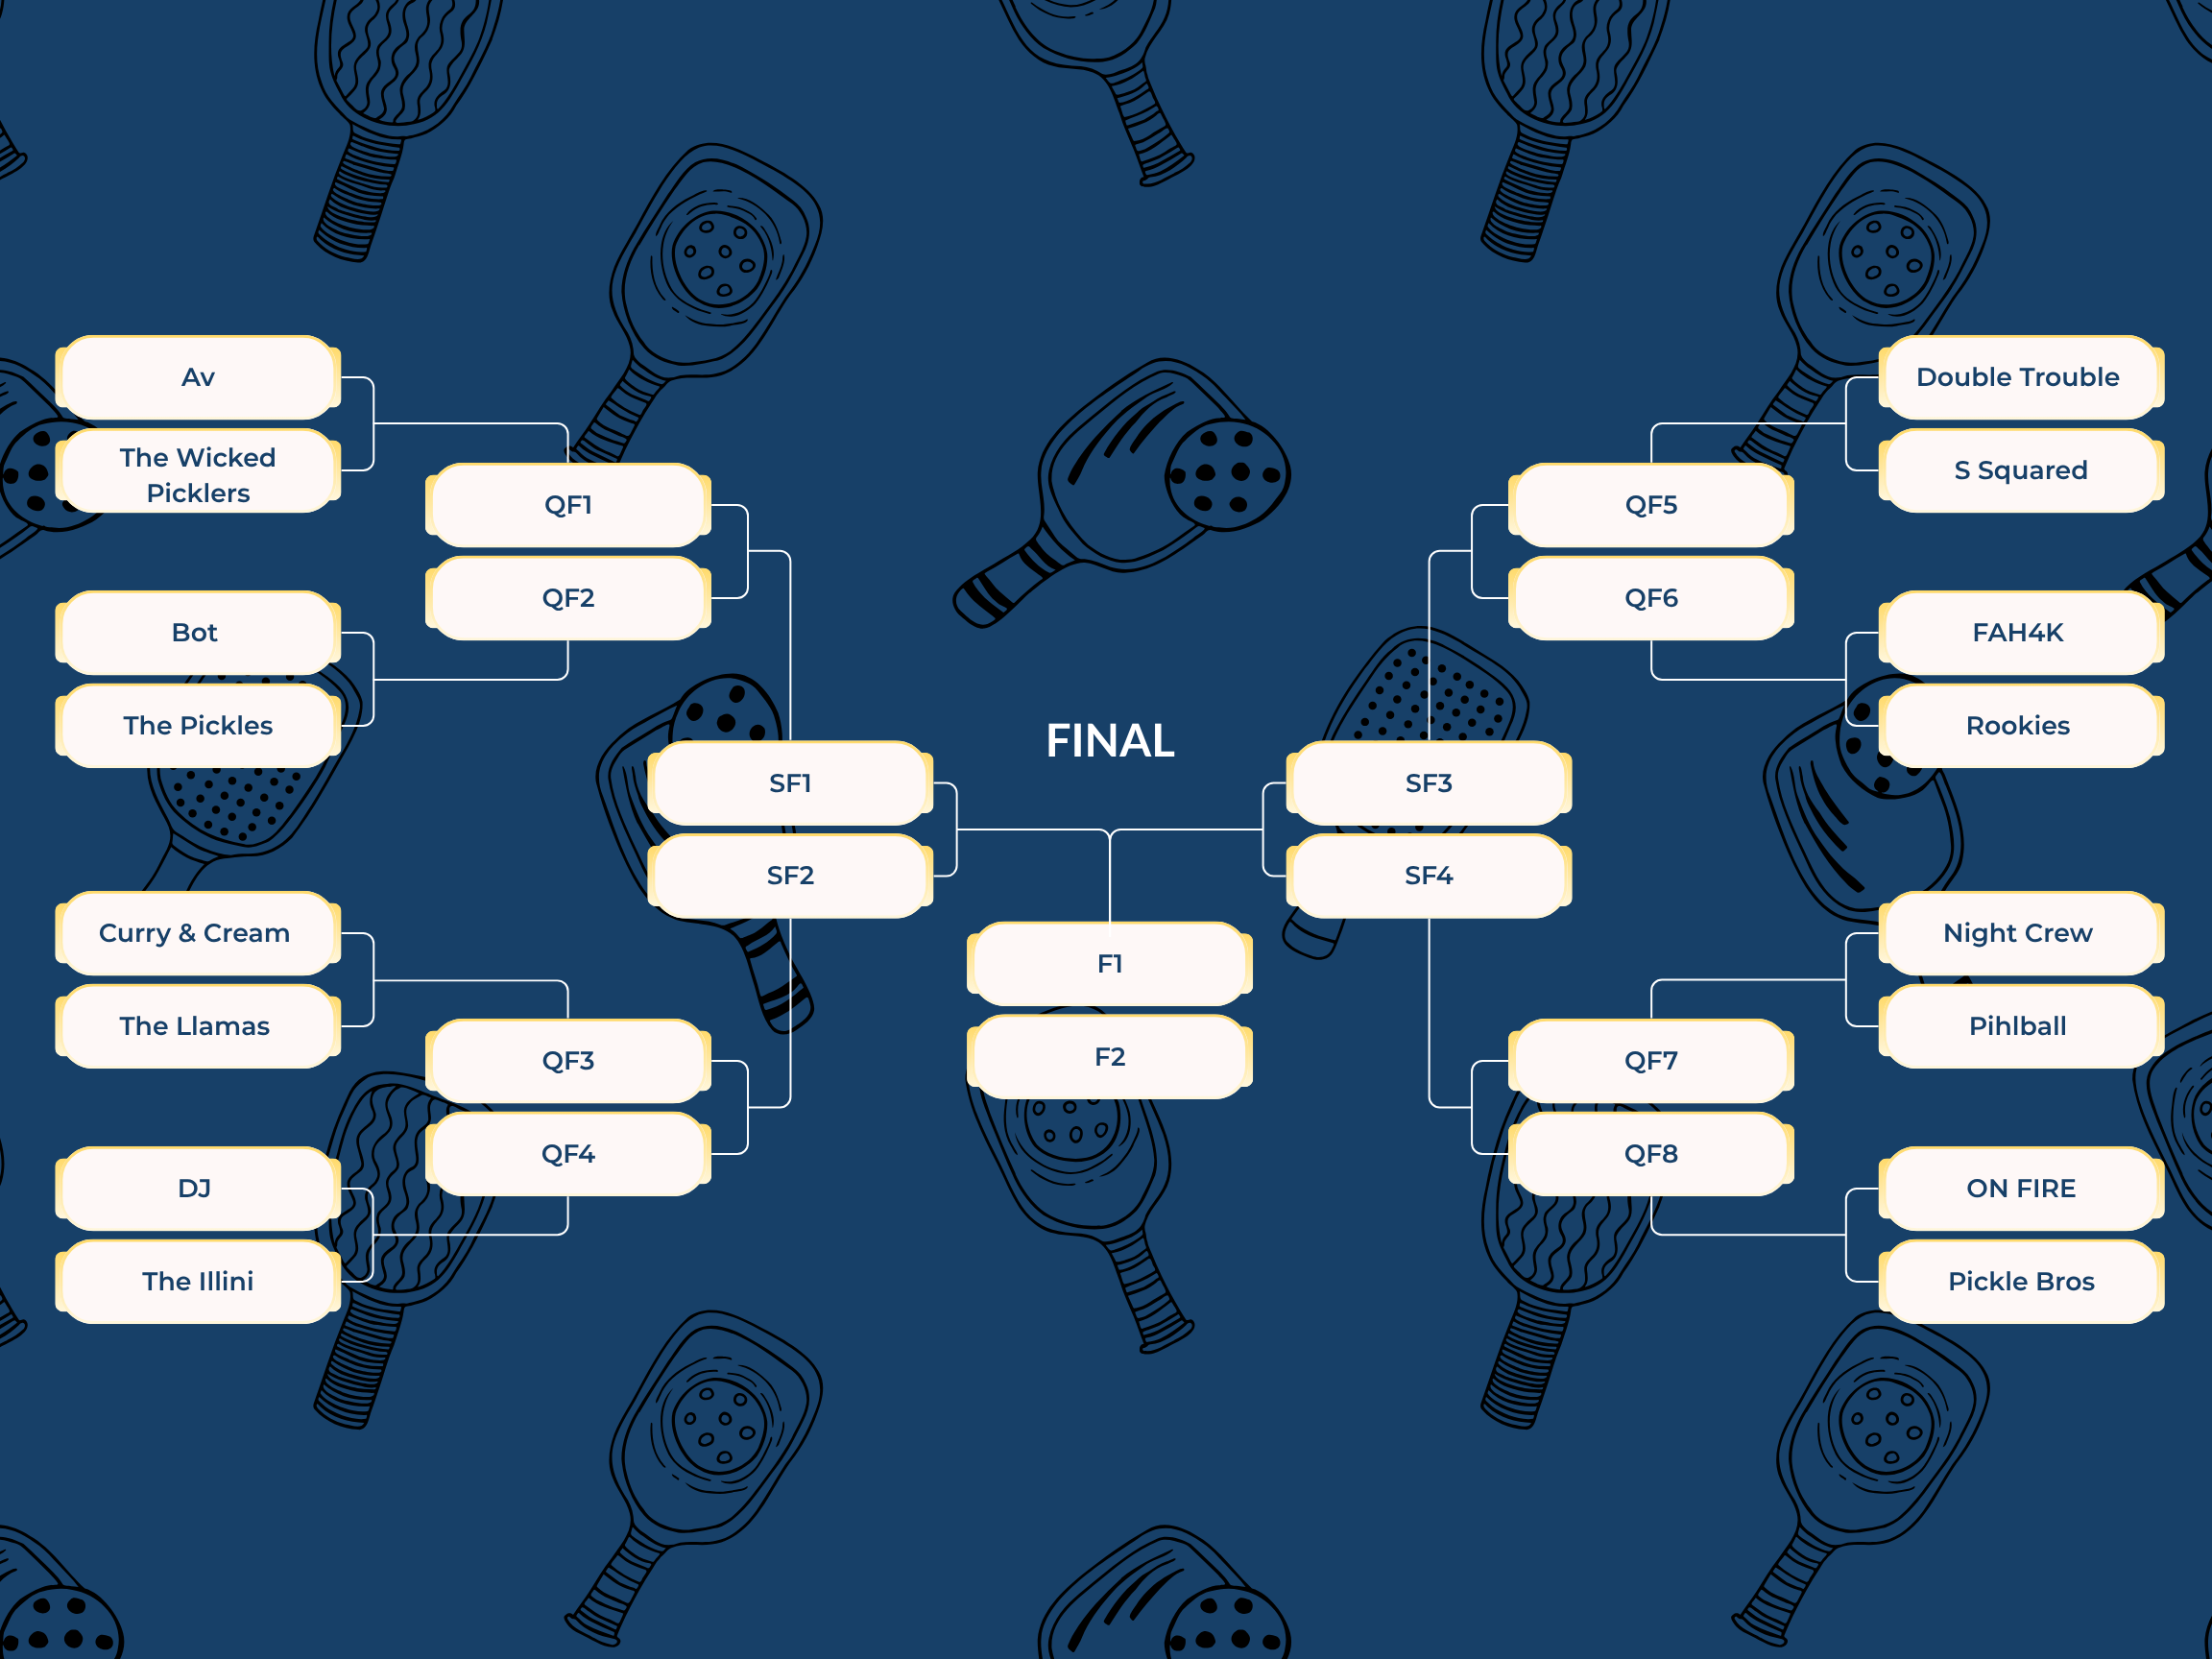 Av
The Wicked
Picklers
Bot
The Pickles
Curry & Cream
The Llamas
DJ
The Illini
QF1
QF2
QF3
QF4
SF1
SF2
FINAL
F1
F2
SF3
SF4
QF5
QF6
QF7
QF8
Double Trouble
S Squared
FAH4K
Rookies
Night Crew
Pihlball
ON FIRE
Pickle Bros